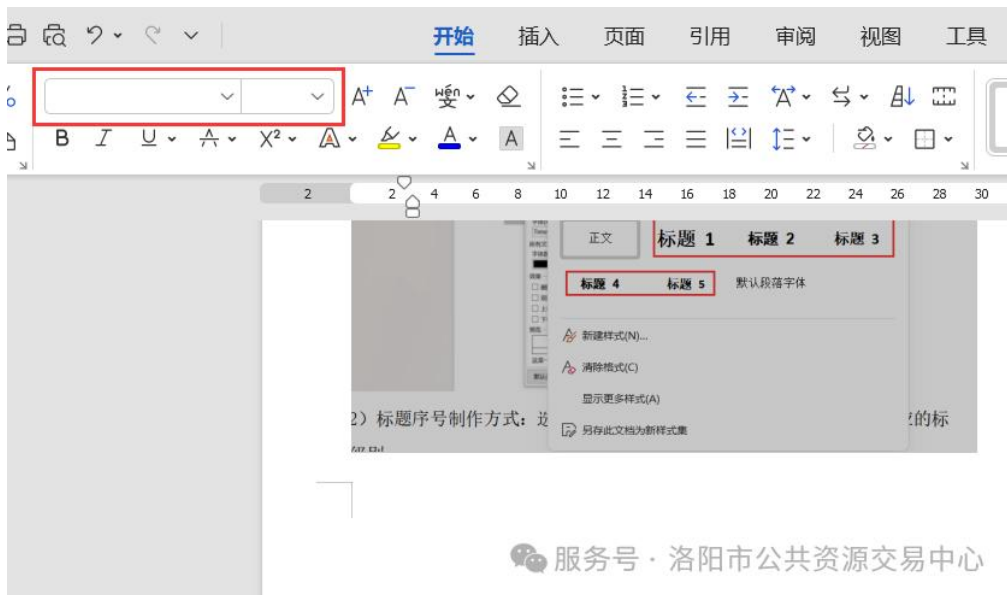 开始 插入 页面 引用 审阅 视图 工具
A+ A- wén 变
B I U A X² A A A
2 2 4 6 8 10 12 14 16 18 20 22 24 26 28 30
正文 标题 1 标题 2 标题 3
标题 4 标题 5 默认段落字体
新建样式(N)...
清除格式(C)
显示更多样式(A)
2）标题序号制作方式：
的标
另存此文档为新样式集
服务号 · 洛阳市公共资源交易中心